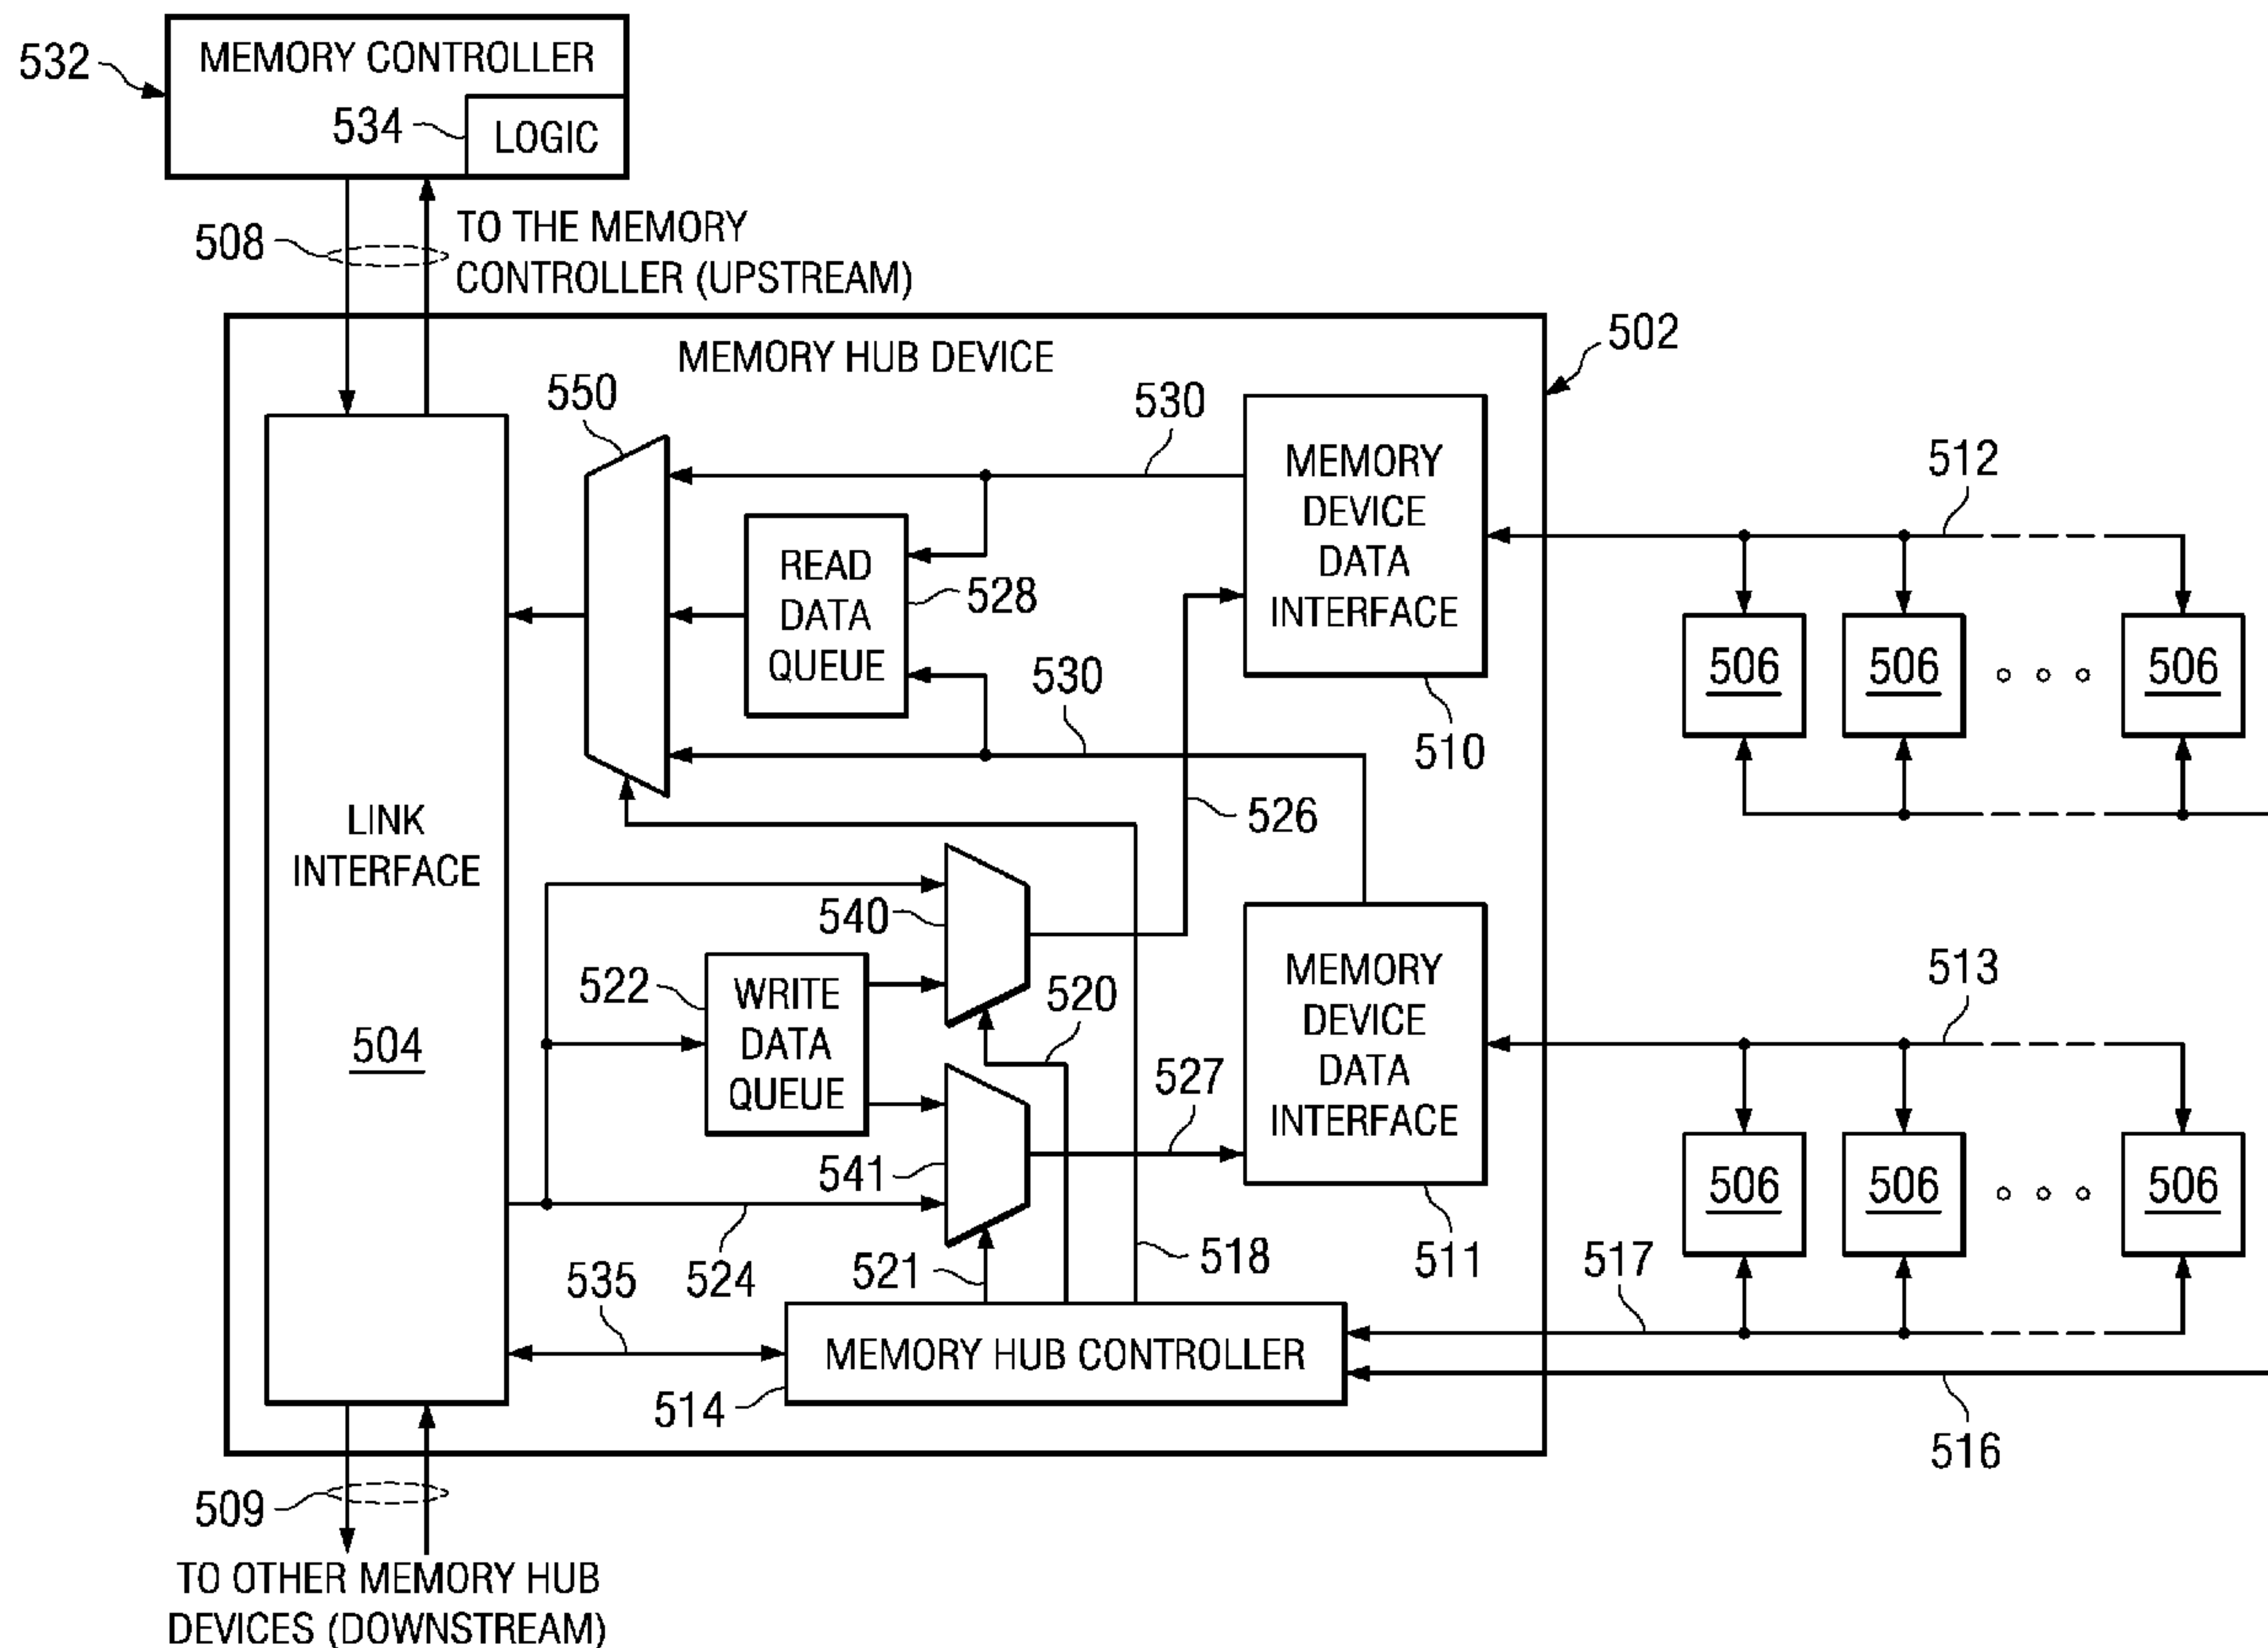 532
MEMORY CONTROLLER
534
LOGIC
508
TO THE MEMORY
CONTROLLER (UPSTREAM)
MEMORY HUB DEVICE
502
550
530
MEMORY
DEVICE
DATA
INTERFACE
510
512
READ
DATA
QUEUE
528
530
506
506
506
526
LINK
INTERFACE
504
540
522
WRITE
DATA
QUEUE
520
541
527
MEMORY
DEVICE
DATA
INTERFACE
511
513
506
506
506
535
524
521
518
517
MEMORY HUB CONTROLLER
514
516
509
TO OTHER MEMORY HUB
DEVICES (DOWNSTREAM)